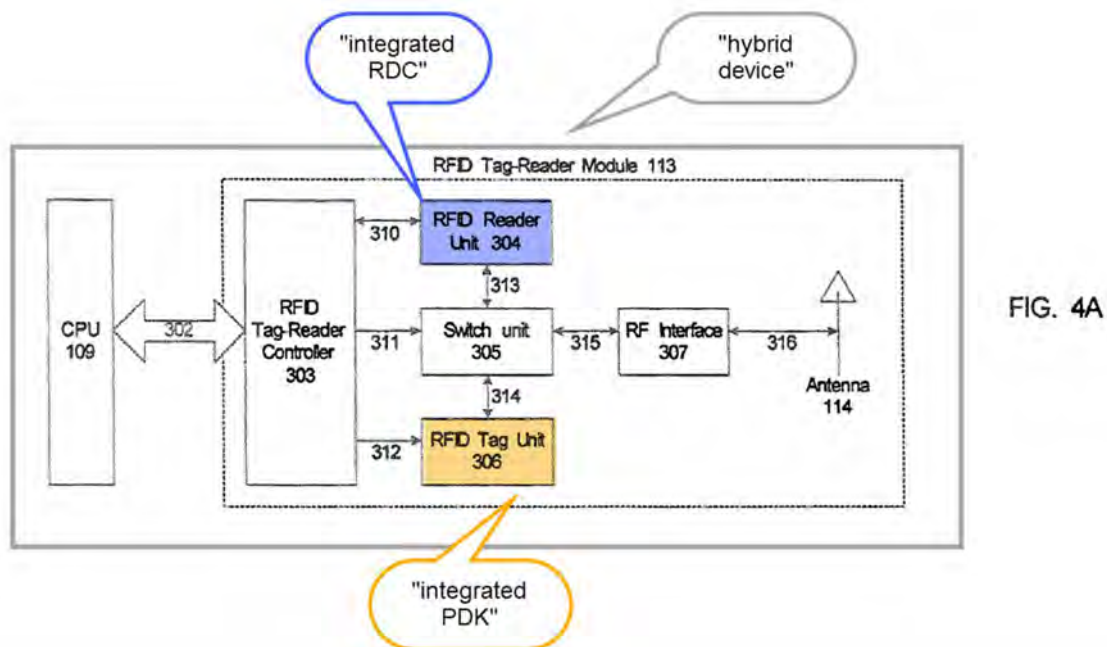 "integrated
RDC"
"hybrid
device"
RFID Tag-Reader Module 113
CPU
109
302
RFID
Tag-Reader
Controller
303
310
RFID Reader
Unit 304
313
311
Switch unit
305
315
RF Interface
307
316
Antenna
114
314
312
RFID Tag Unit
306
FIG. 4A
"integrated
PDK"